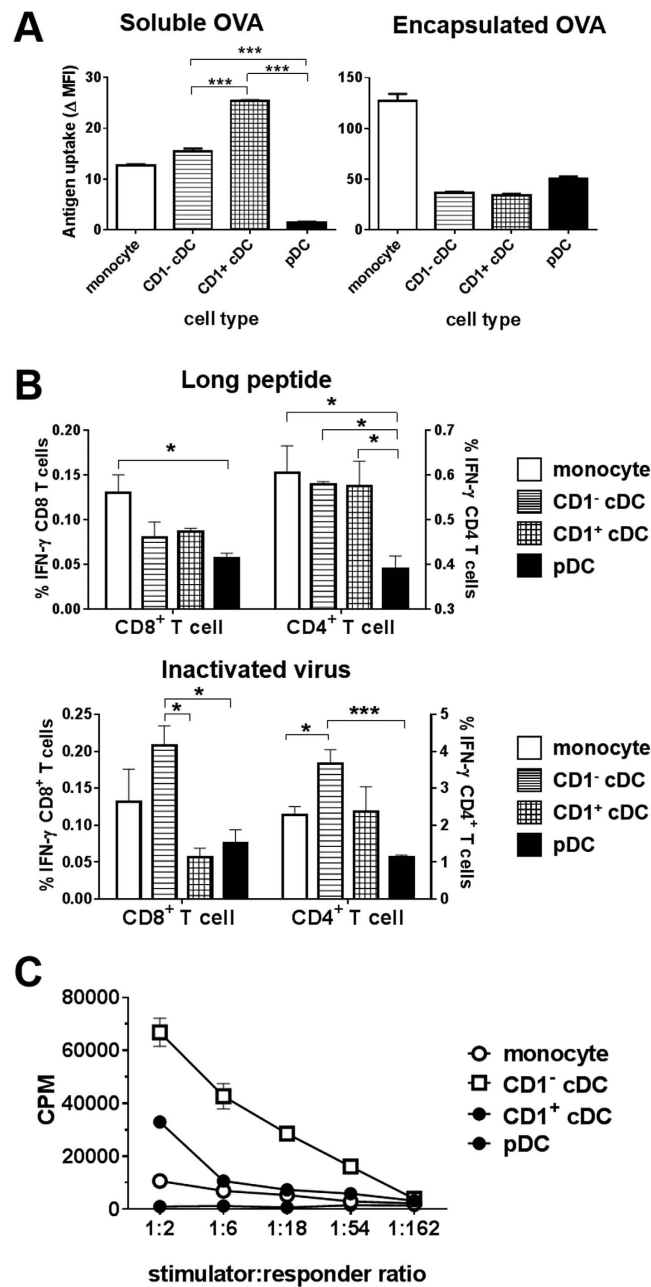 A
Soluble OVA
Encapsulated OVA
***
***
***
Antigen uptake (Δ MFI)
30
20
10
0
150
100
50
0
monocyte
CD1- cDC
CD1+ cDC
pDC
monocyte
CD1- cDC
CD1+ cDC
pDC
cell type
cell type
B
Long peptide
*
*
*
*
% IFN-γ CD8 T cells
0.20
0.15
0.10
0.05
0.00
0.7
0.6
0.5
0.4
0.3
% IFN-γ CD4 T cells
CD8+ T cell
CD4+ T cell
monocyte
CD1- cDC
CD1+ cDC
pDC
Inactivated virus
*
*
*
***
% IFN-γ CD8+ T cells
0.25
0.20
0.15
0.10
0.05
0.00
5
4
3
2
1
0
% IFN-γ CD4+ T cells
CD8+ T cell
CD4+ T cell
monocyte
CD1- cDC
CD1+ cDC
pDC
C
CPM
80000
60000
40000
20000
0
1:2
1:6
1:18
1:54
1:162
stimulator:responder ratio
monocyte
CD1- cDC
CD1+ cDC
pDC